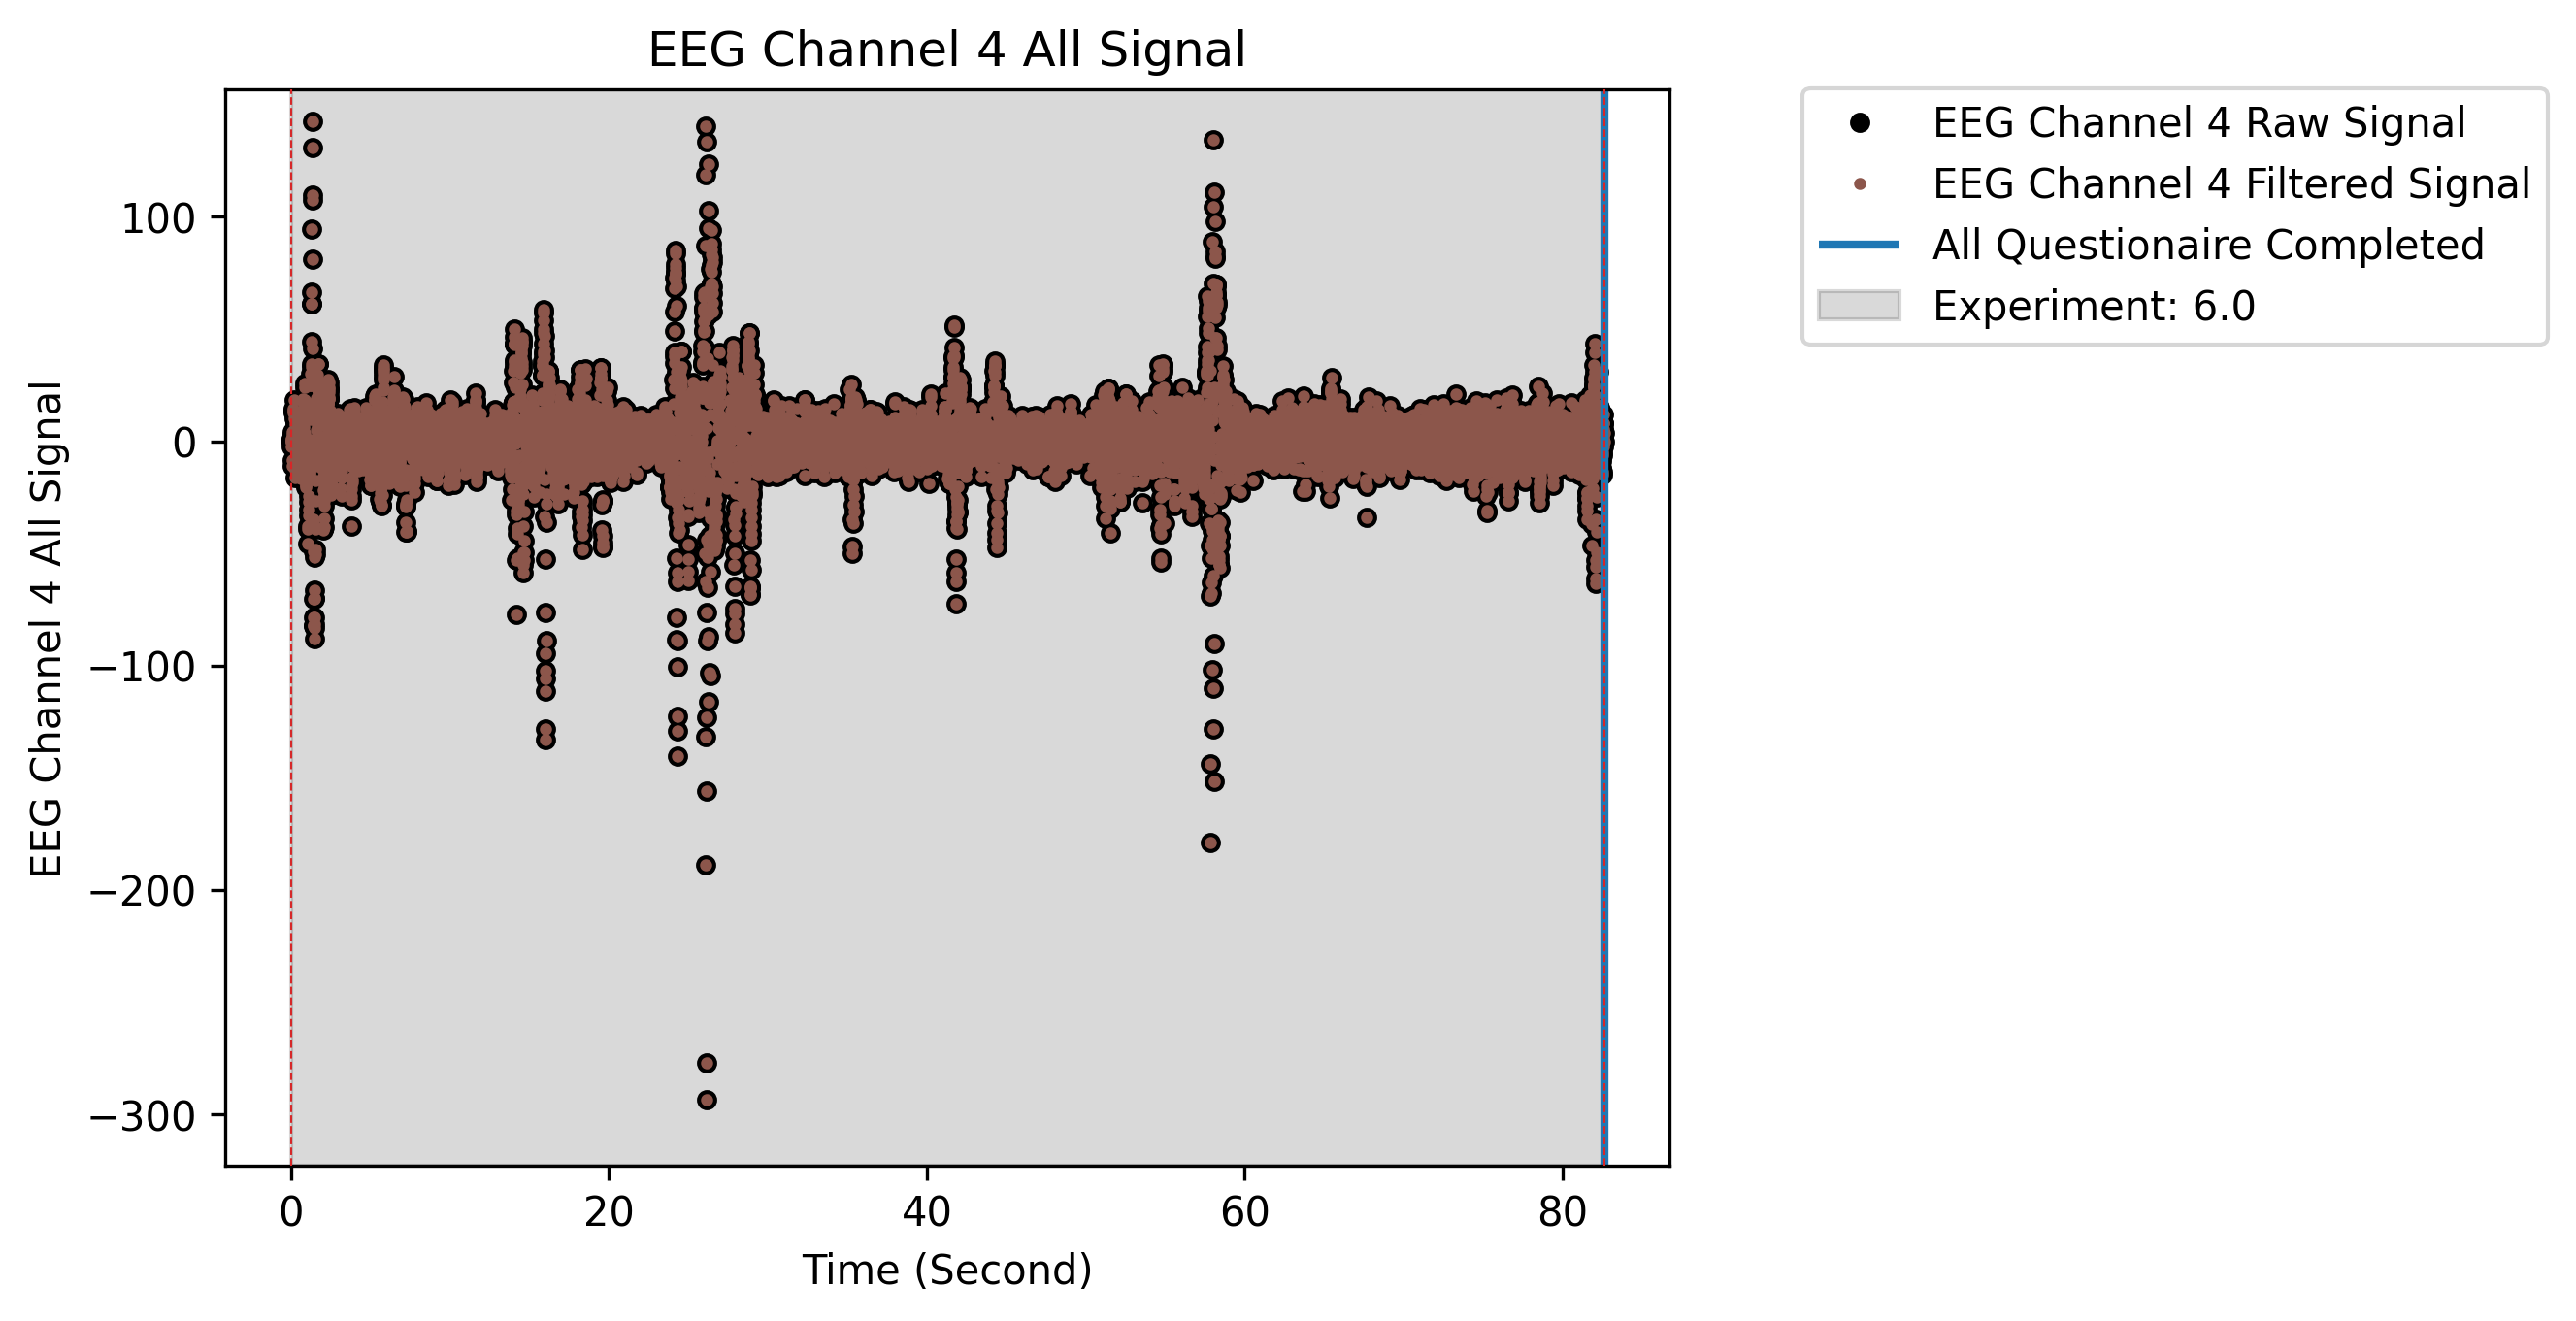 EEG Channel 4 All Signal
EEG Channel 4 All Signal
100
0
−100
−200
−300
0
20
40
60
80
Time (Second)
EEG Channel 4 Raw Signal
EEG Channel 4 Filtered Signal
All Questionaire Completed
Experiment: 6.0